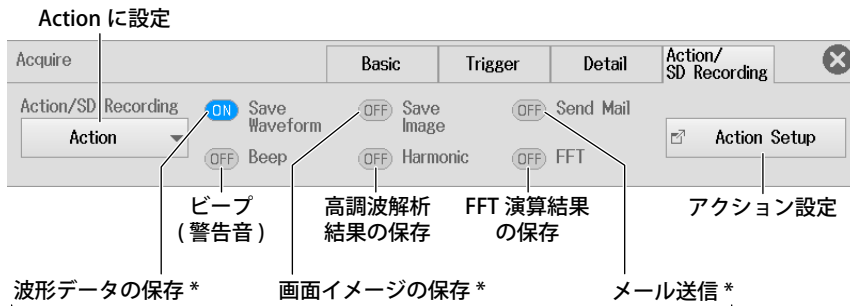 Action に設定
Acquire
Basic
Trigger
Detail
Action/
SD Recording
Action/SD Recording
Action
ON
Save
Waveform
OFF
Save
Image
OFF
Send Mail
OFF
Beep
OFF
Harmonic
OFF
FFT
Action Setup
ビープ
( 警告音 )
高調波解析
結果の保存
FFT 演算結果
の保存
アクション設定
波形データの保存 *
画面イメージの保存 *
メール送信 *